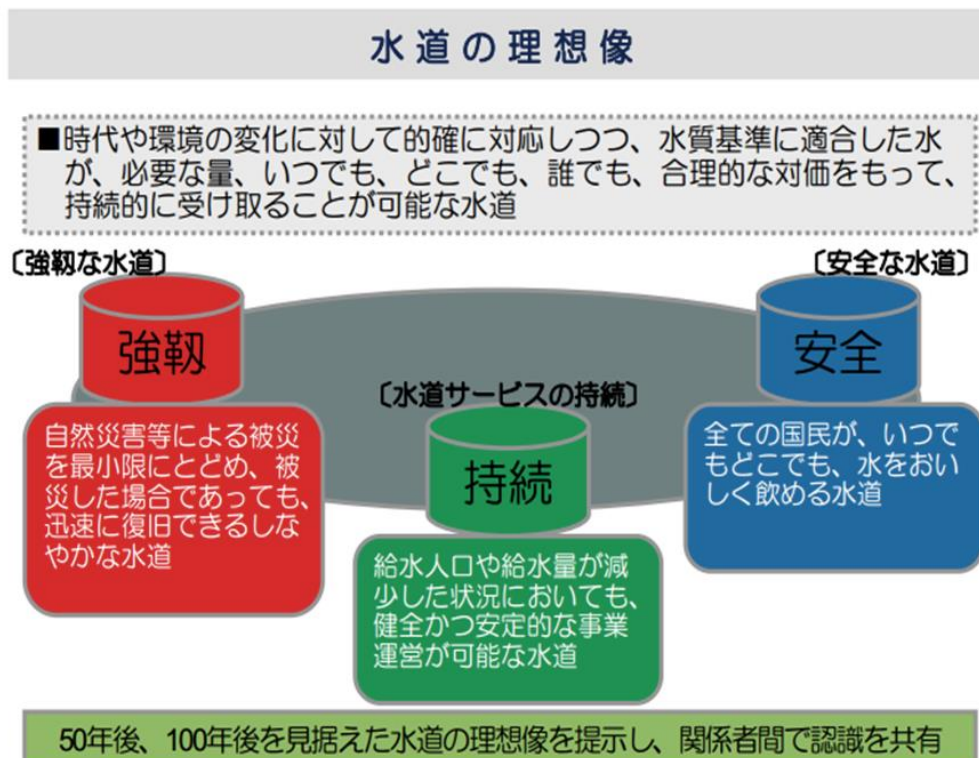 水道の理想像
■時代や環境の変化に対して的確に対応しつつ、水質基準に適合した水
が、必要な量、いつでも、どこでも、誰でも、合理的な対価をもって、
持続的に受け取ることが可能な水道
〔強靱な水道〕
強靱
自然災害等による被災
を最小限にとどめ、被
災した場合であっても、
迅速に復旧できるしな
やかな水道
〔水道サービスの持続〕
持続
給水人口や給水量が減
少した状況においても、
健全かつ安定的な事業
運営が可能な水道
〔安全な水道〕
安全
全ての国民が、いつで
もどこでも、水をおい
しく飲める水道
50年後、100年後を見据えた水道の理想像を提示し、関係者間で認識を共有